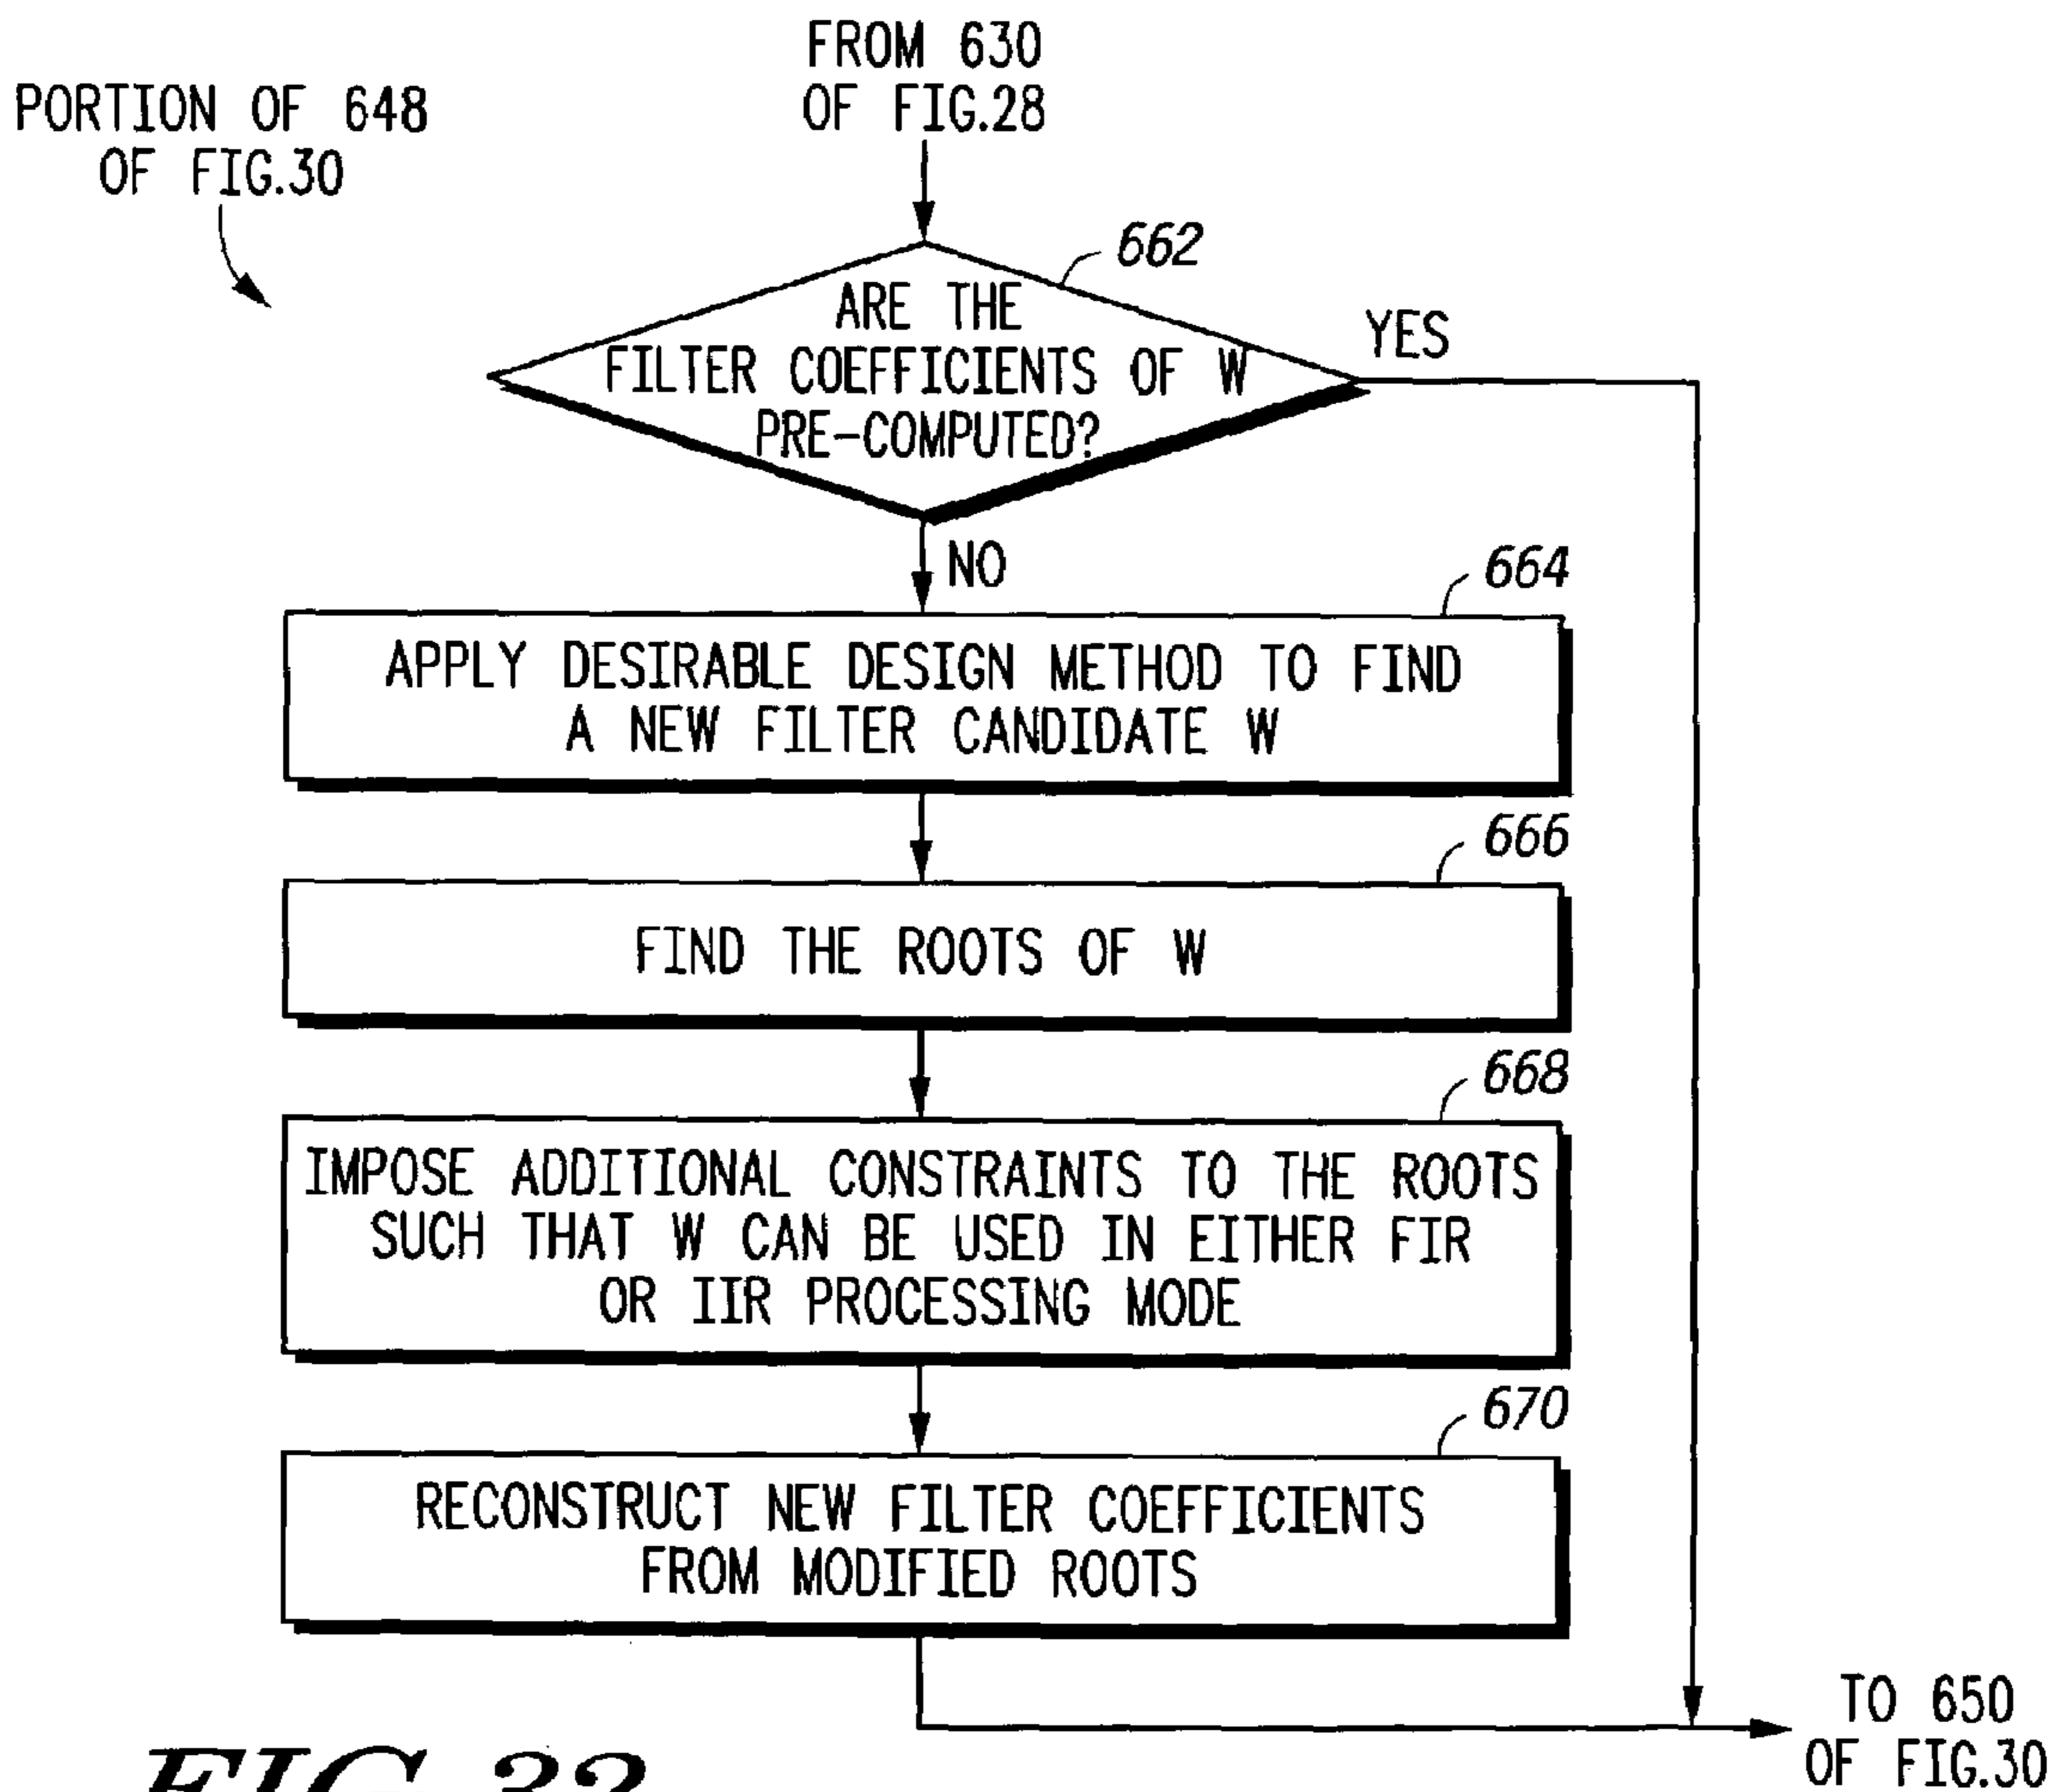 FROM 630
OF FIG.28
PORTION OF 648
OF FIG.30
662
ARE THE
FILTER COEFFICIENTS OF W
PRE-COMPUTED?
YES
NO
664
APPLY DESIRABLE DESIGN METHOD TO FIND
A NEW FILTER CANDIDATE W
666
FIND THE ROOTS OF W
668
IMPOSE ADDITIONAL CONSTRAINTS TO THE ROOTS
SUCH THAT W CAN BE USED IN EITHER FIR
OR IIR PROCESSING MODE
670
RECONSTRUCT NEW FILTER COEFFICIENTS
FROM MODIFIED ROOTS
TO 650
OF FIG.30
FIG.